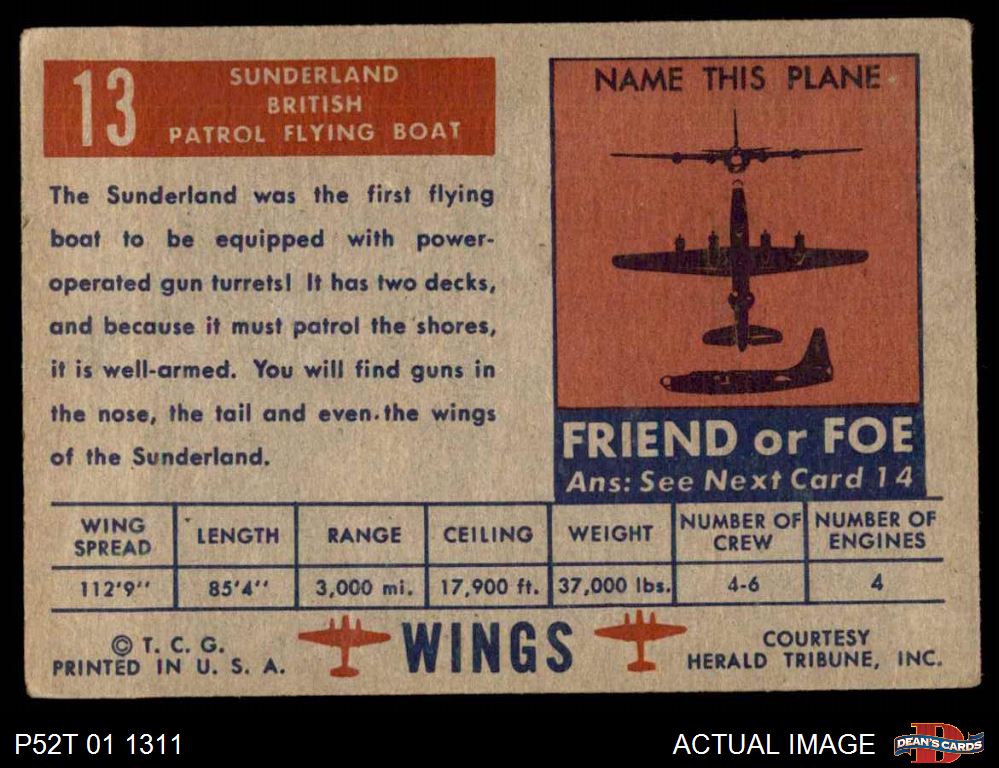 13
SUNDERLAND
BRITISH
PATROL FLYING BOAT
The Sunderland was the first flying
boat to be equipped with power-
operated gun turrets! It has two decks,
and because it must patrol the shores,
it is well-armed. You will find guns in
the nose, the tail and even the wings
of the Sunderland.
NAME THIS PLANE
FRIEND or FOE
Ans: See Next Card 14
WING SPREAD LENGTH RANGE CEILING WEIGHT NUMBER OF CREW NUMBER OF ENGINES
112'9'' 85'4'' 3,000 mi. 17,900 ft. 37,000 lbs. 4-6 4
© T. C. G.
PRINTED IN U. S. A.
WINGS
COURTESY
HERALD TRIBUNE, INC.
P52T 01 1311
ACTUAL IMAGE
D
DEAN'S CARDS